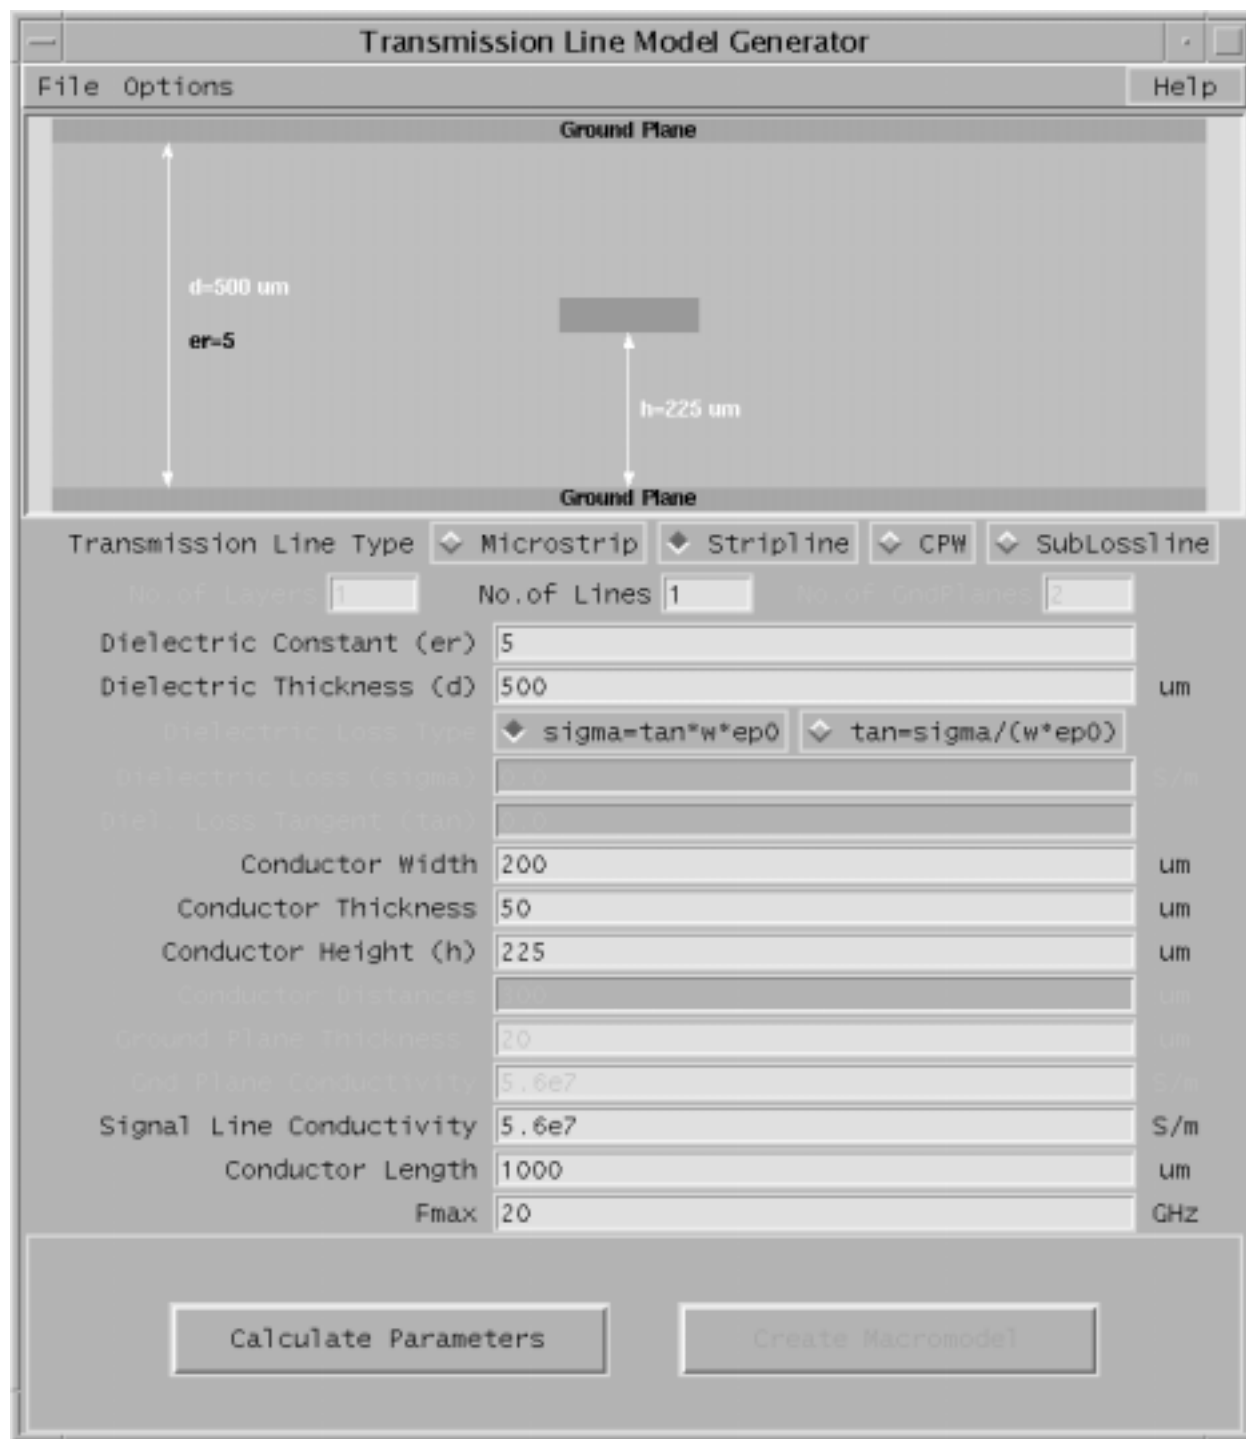 Transmission Line Model Generator
File Options Help
Ground Plane
d=500 um
er=5
h=225 um
Ground Plane
Transmission Line Type Microstrip Stripline CPW SubLossline
No.of Layers 1 No.of Lines 1 No.of GndPlanes 2
Dielectric Constant (er) 5
Dielectric Thickness (d) 500 um
Dielectric Loss Type sigma=tan*w*ep0 tan=sigma/(w*ep0)
Dielectric Loss (sigma) 0.0 S/m
Diel Loss Tangent (tan) 0.0
Conductor Width 200 um
Conductor Thickness 50 um
Conductor Height (h) 225 um
Conductor Distances 300 um
Ground Plane Thickness 20 um
Gnd Plane Conductivity 5.6e7 S/m
Signal Line Conductivity 5.6e7 S/m
Conductor Length 1000 um
Fmax 20 GHz
Calculate Parameters Create Macromodel